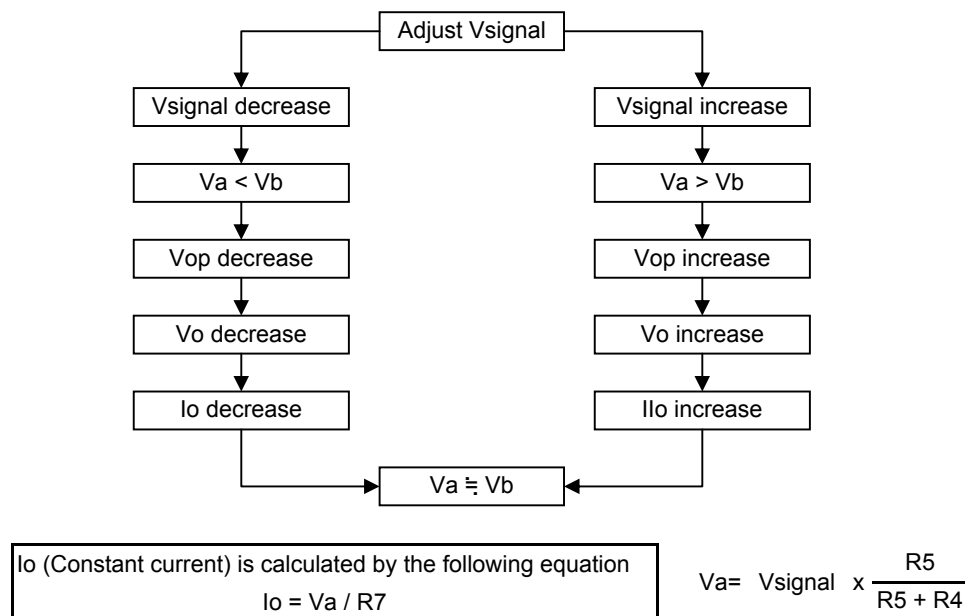 Adjust Vsignal
Vsignal decrease
Va < Vb
Vop decrease
Vo decrease
Io decrease
Vsignal increase
Va > Vb
Vop increase
Vo increase
IIo increase
Va ≒ Vb
Io (Constant current) is calculated by the following equation
Io = Va / R7
Va= Vsignal x R5
R5 + R4